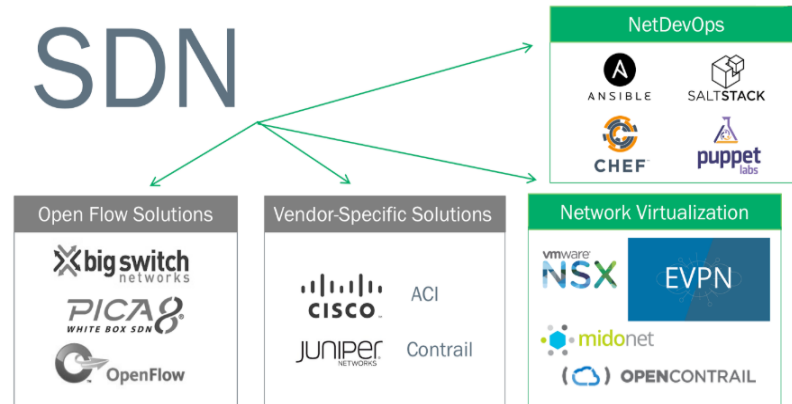 SDN
NetDevOps
ANSIBLE
SALTSTACK
CHEF™
puppet
labs
Open Flow Solutions
big switch
networks
PICA8
WHITE BOX SDN
OpenFlow
Vendor-Specific Solutions
CISCO
ACI
JUNIPER
NETWORKS
Contrail
Network Virtualization
vmware
NSX
EVPN
midonet
OPENCONTRAIL